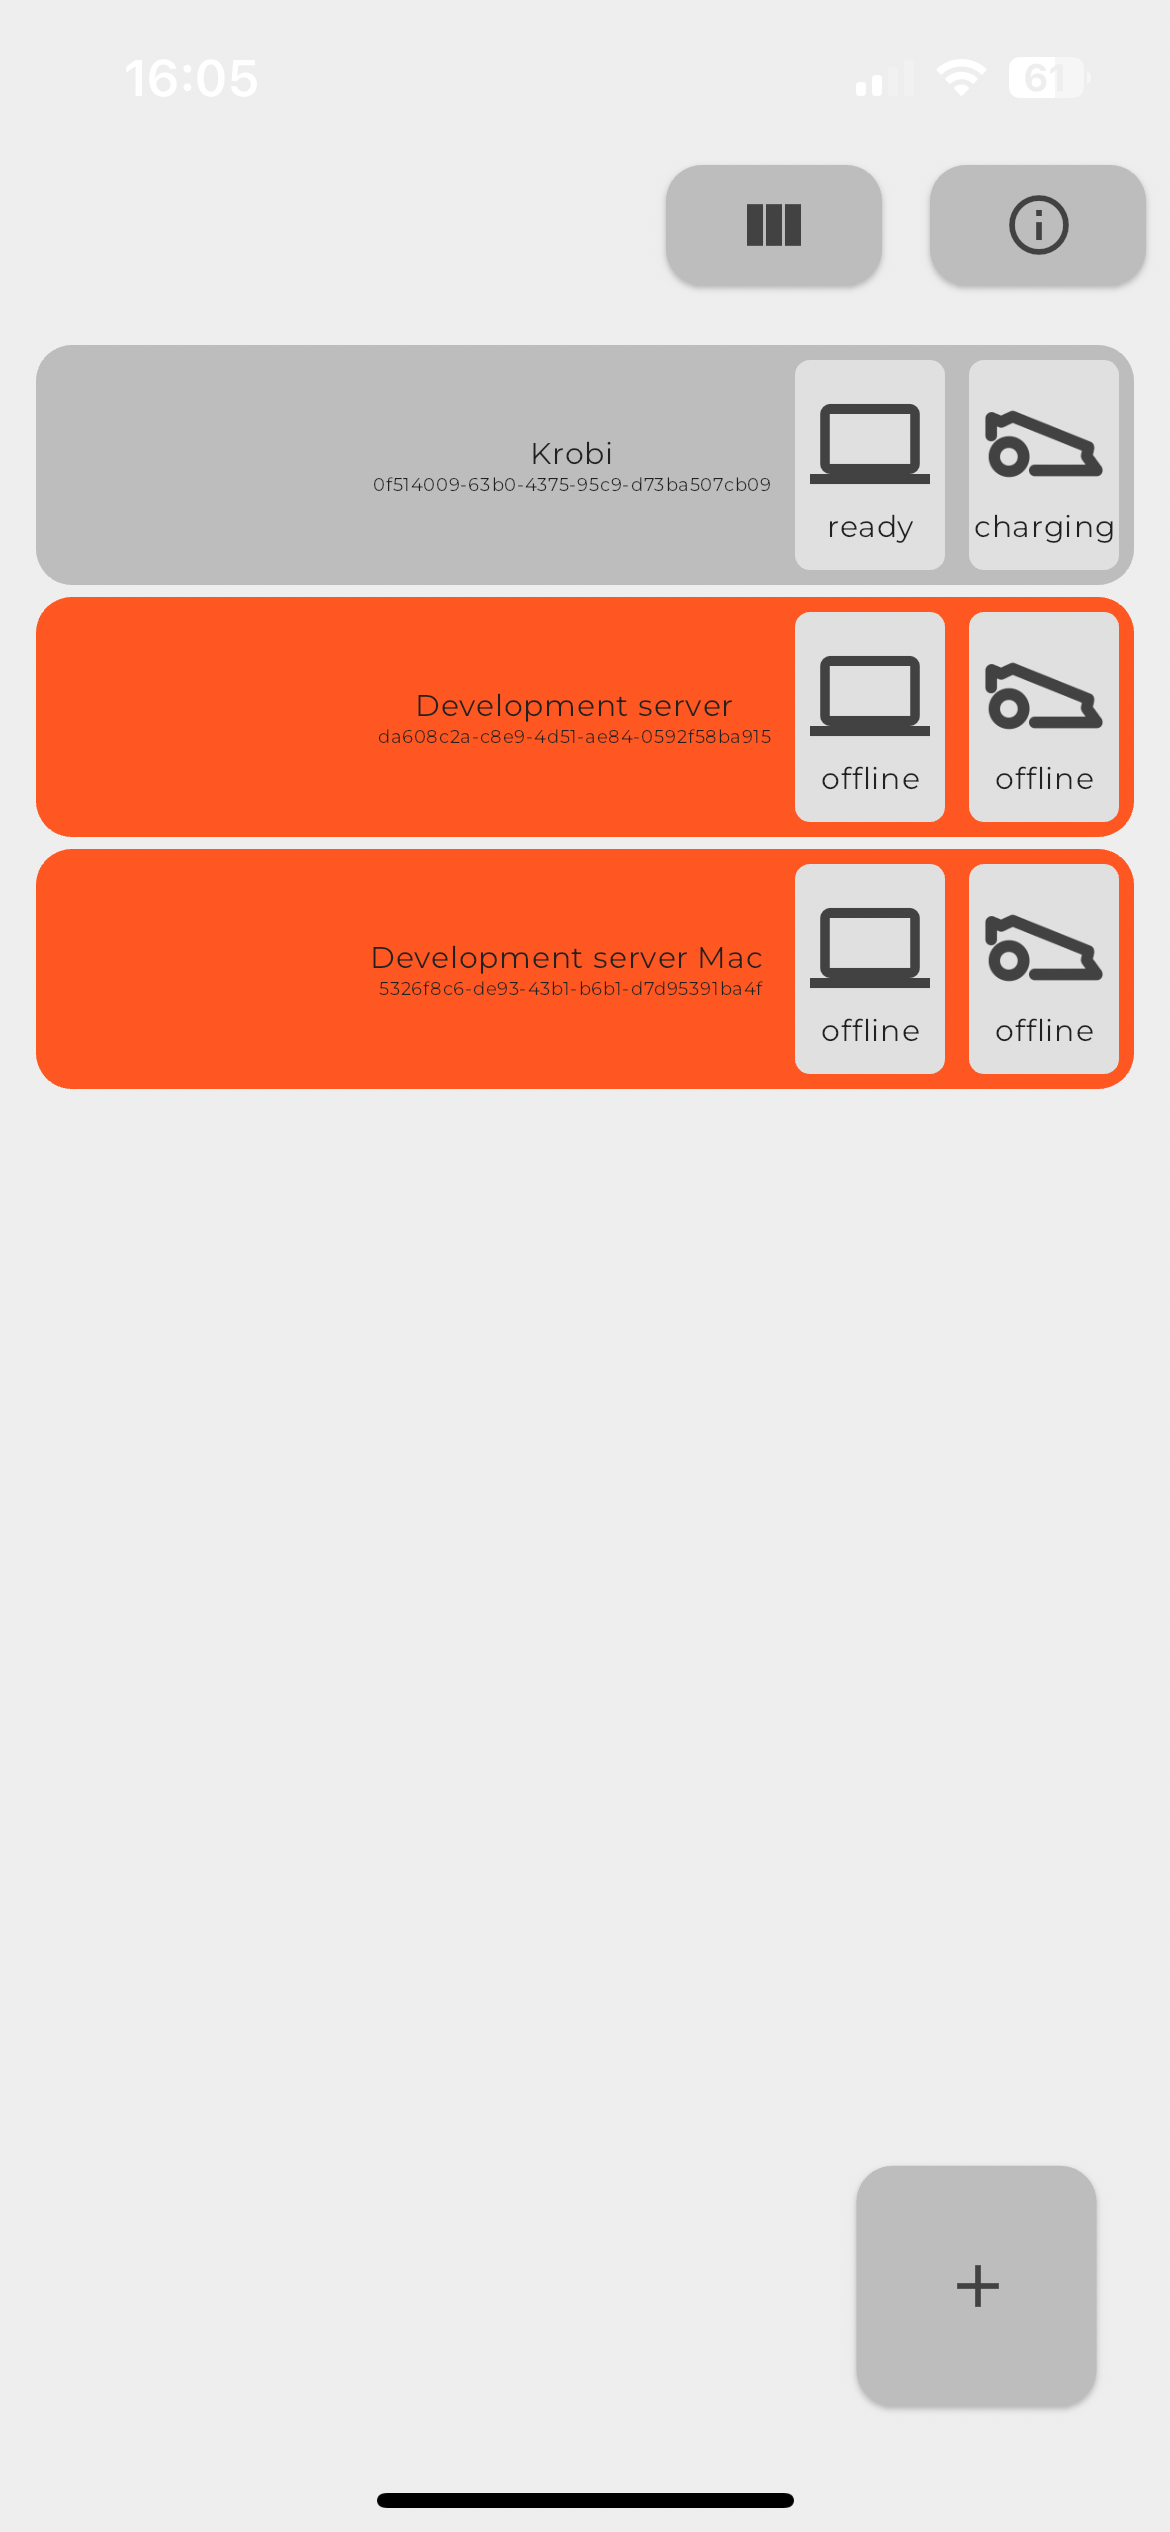 16:05
61
Krobi
0f514009-63b0-4375-95c9-d73ba507cb09
ready
charging
Development server
da608c2a-c8e9-4d51-ae84-0592f58ba915
offline
offline
Development server Mac
5326f8c6-de93-43b1-b6b1-d7d95391ba4f
offline
offline